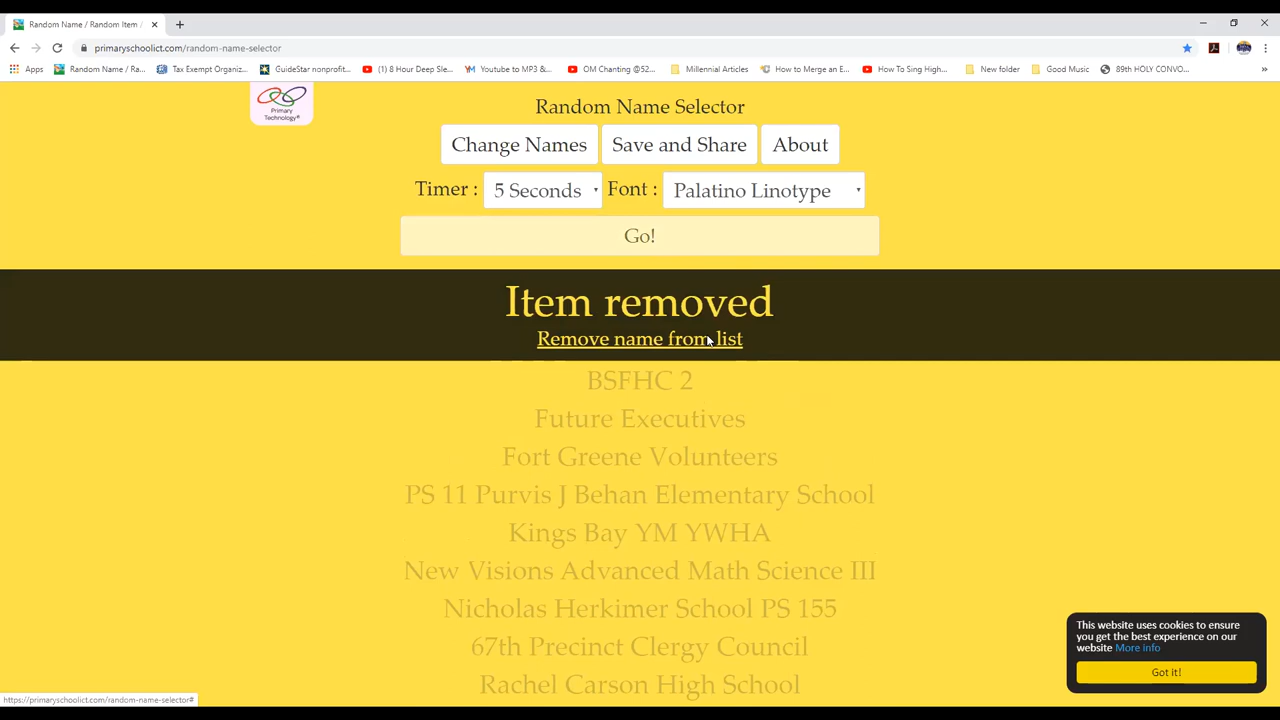 Random Name / Random Item /
primaryschoolict.com/random-name-selector
Apps
Random Name / Ra...
Tax Exempt Organiz...
GuideStar nonprofit...
(1) 8 Hour Deep Sle...
Youtube to MP3 &...
OM Chanting @52...
Millennial Articles
How to Merge an E...
How To Sing High...
New folder
Good Music
89th HOLY CONVO...
»
Primary
Technology®
Random Name Selector
Change Names
Save and Share
About
Timer : 5 Seconds Font : Palatino Linotype
Go!
Item removed
Remove name from list
BSFHC 2
Future Executives
Fort Greene Volunteers
PS 11 Purvis J Behan Elementary School
Kings Bay YM YWHA
New Visions Advanced Math Science III
Nicholas Herkimer School PS 155
67th Precinct Clergy Council
Rachel Carson High School
This website uses cookies to ensure
you get the best experience on our
website More info
Got it!
https://primaryschoolict.com/random-name-selector#